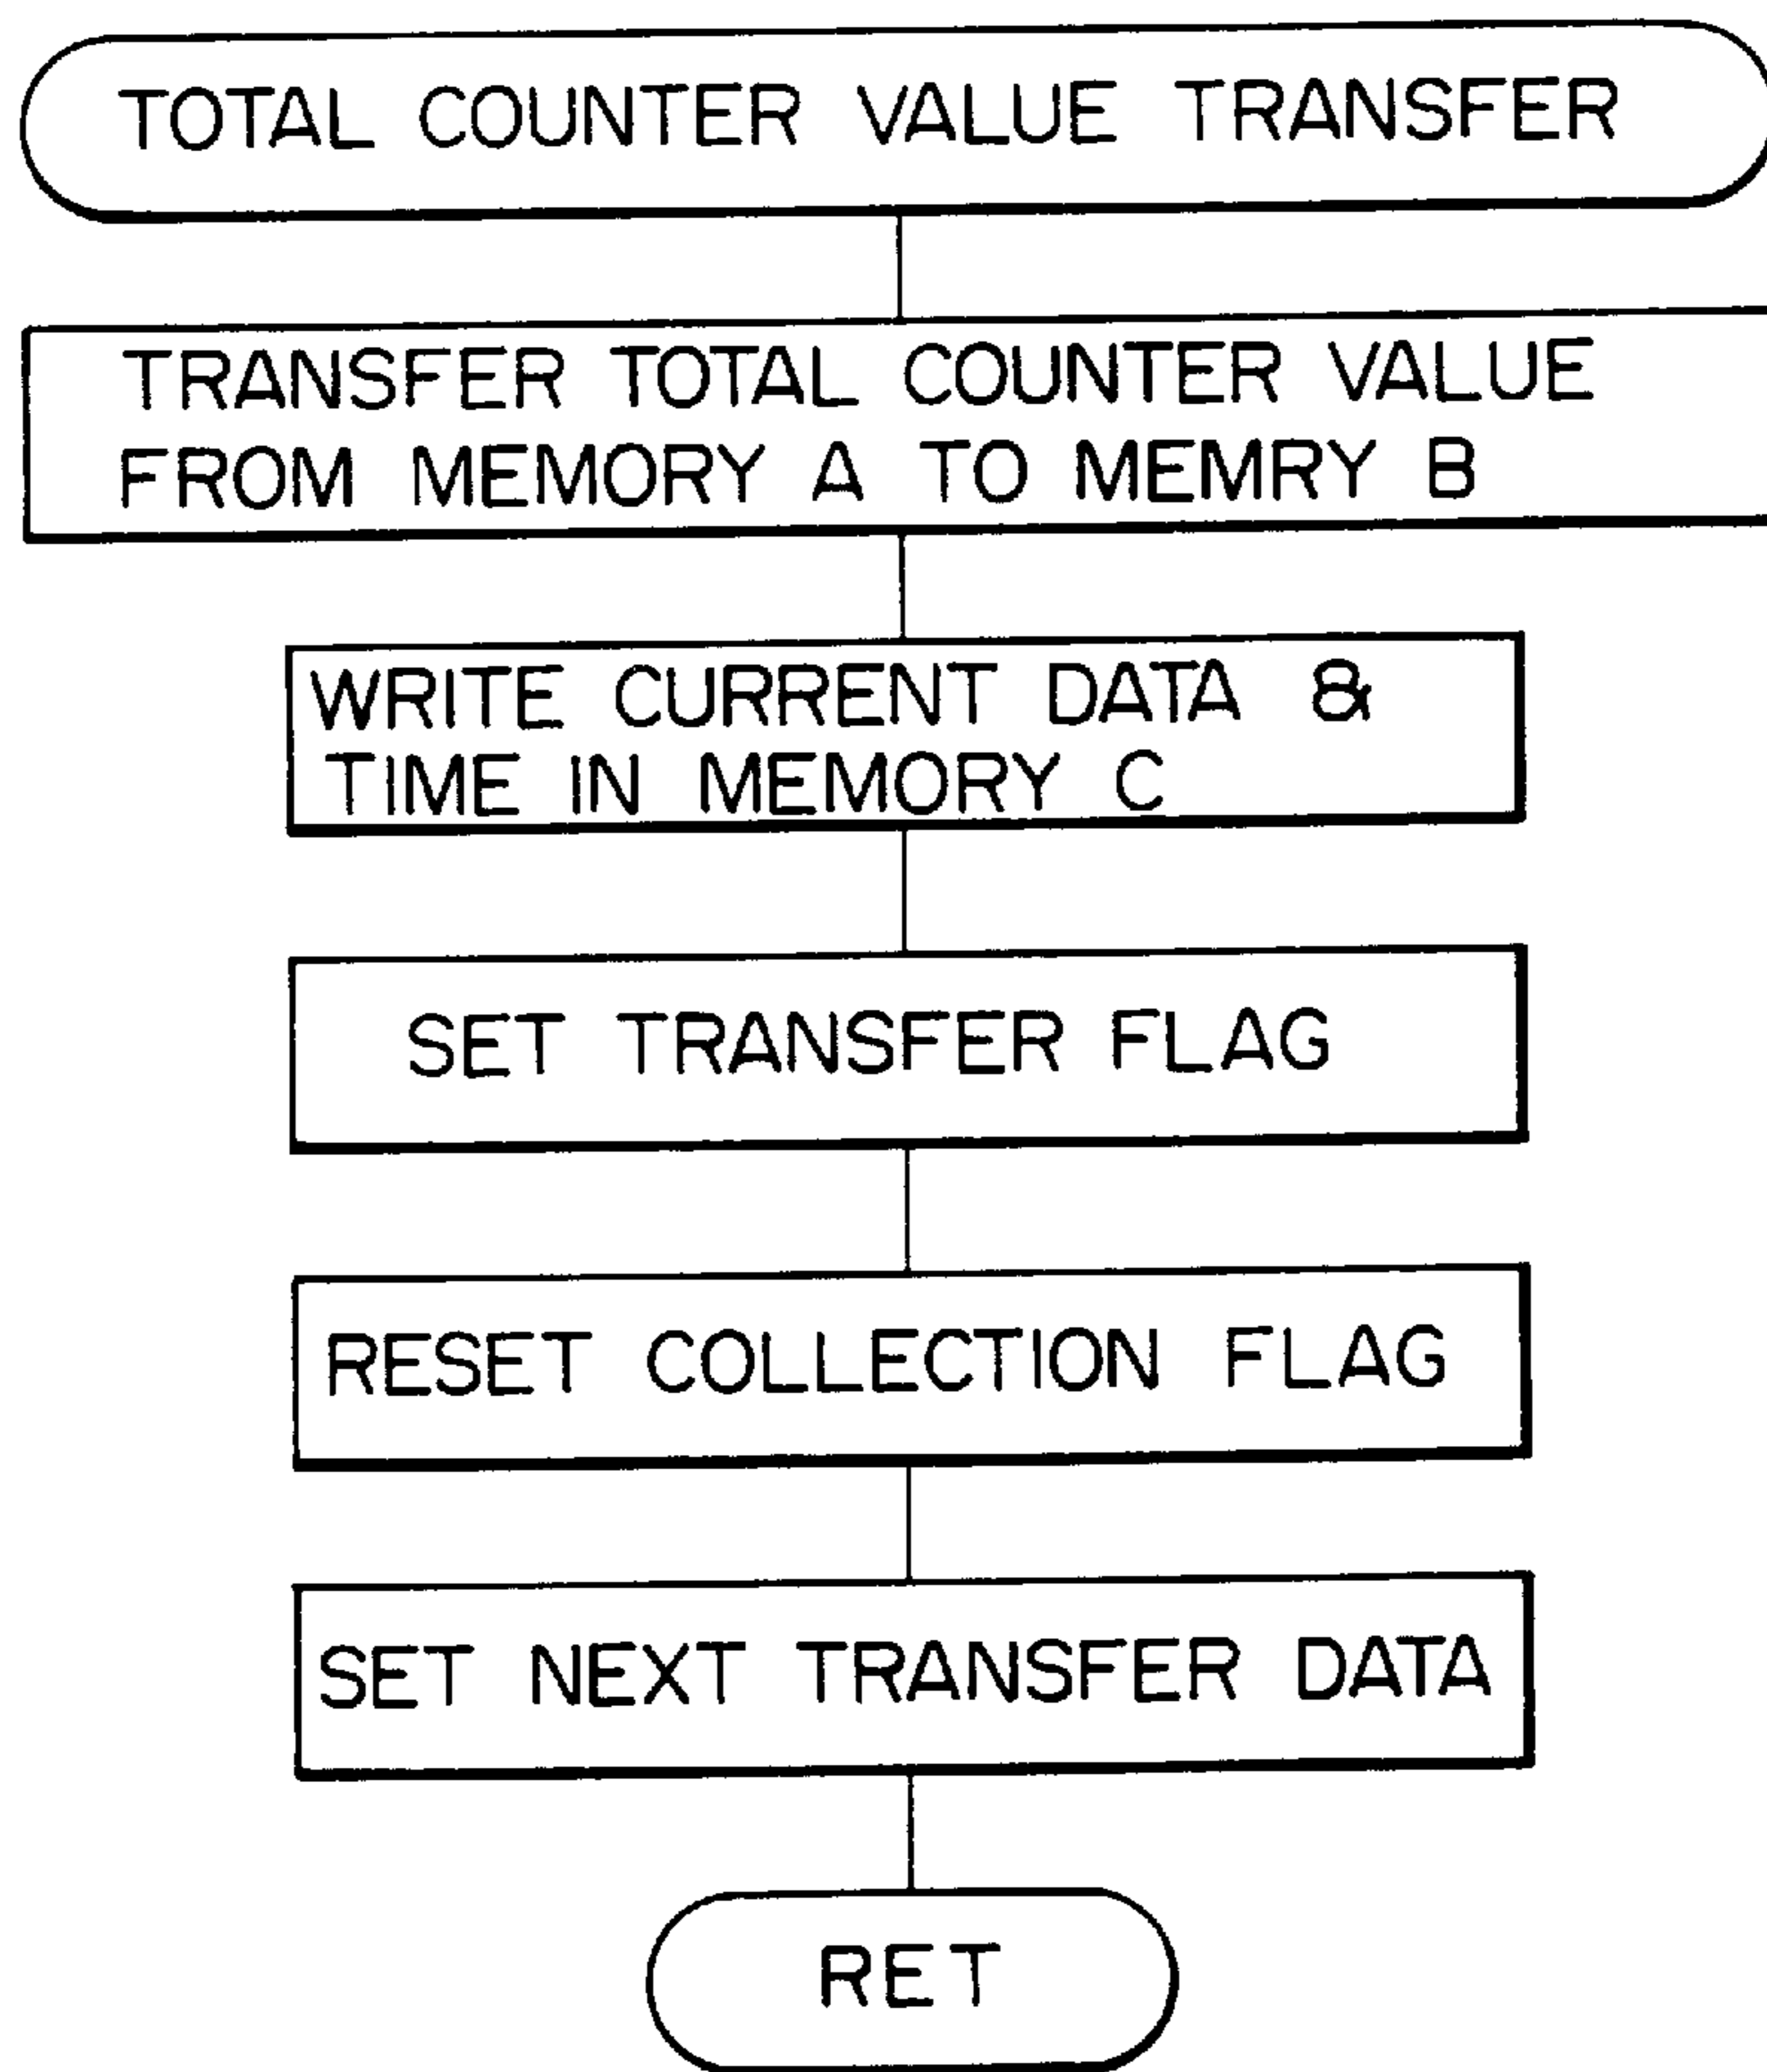 TOTAL COUNTER VALUE TRANSFER
TRANSFER TOTAL COUNTER VALUE
FROM MEMORY A TO MEMRY B
WRITE CURRENT DATA &
TIME IN MEMORY C
SET TRANSFER FLAG
RESET COLLECTION FLAG
SET NEXT TRANSFER DATA
RET